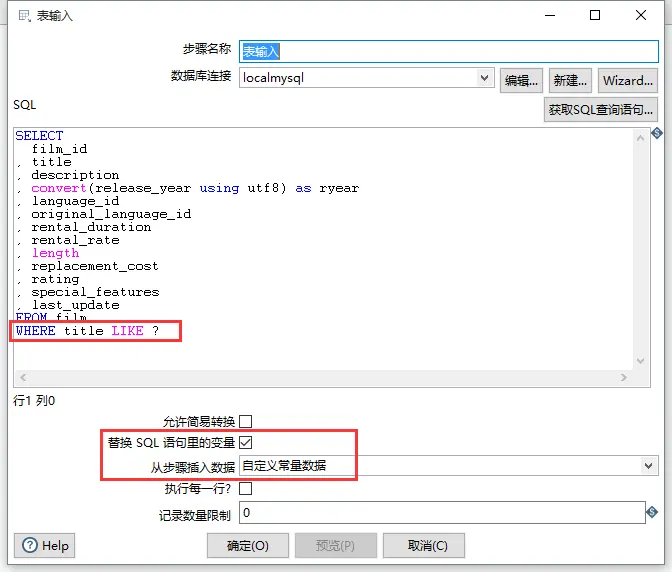 表输入
步骤名称 表输入
数据库连接 localmysql 编辑... 新建... Wizard...
SQL 获取SQL查询语句...
SELECT
film_id
, title
, description
, convert(release_year using utf8) as ryear
, language_id
, original_language_id
, rental_duration
, rental_rate
, length
, replacement_cost
, rating
, special_features
, last_update
FROM film
WHERE title LIKE ?
行1 列0
允许简易转换
替换 SQL 语句里的变量
从步骤插入数据 自定义常量数据
执行每一行?
记录数量限制 0
Help 确定(O) 预览(P) 取消(C)